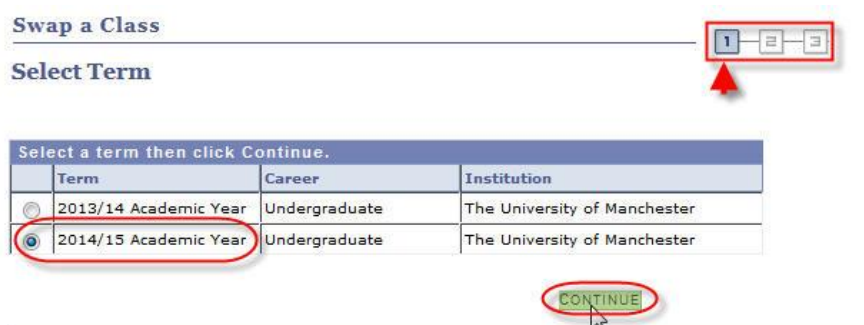 Swap a Class
1 2 3
Select Term
Select a term then click Continue.
Term Career Institution
2013/14 Academic Year Undergraduate The University of Manchester
2014/15 Academic Year Undergraduate The University of Manchester
CONTINUE